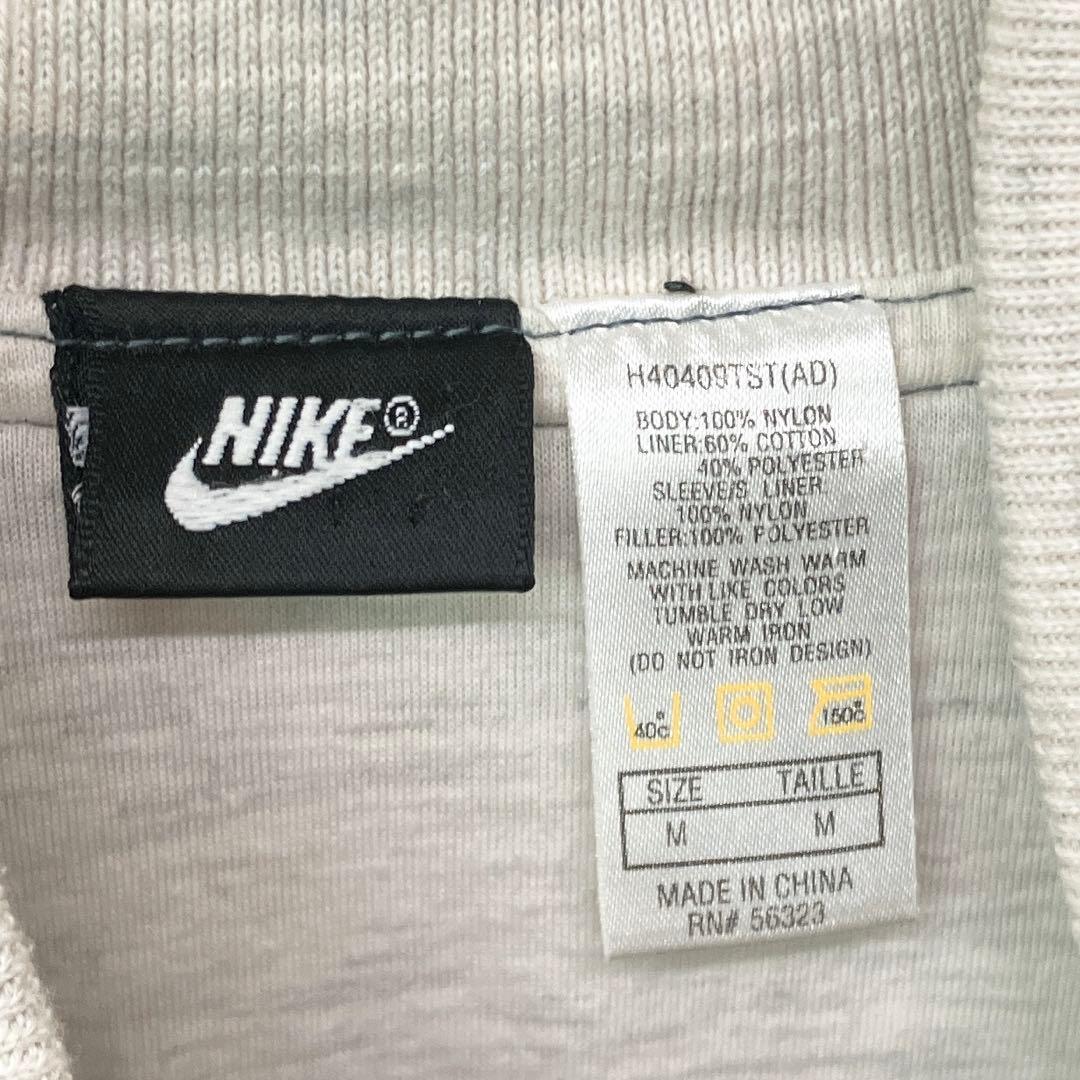 NIKE®
H40409TST(AD)
BODY:100% NYLON
LINER:60% COTTON
40% POLYESTER
SLEEVE/S LINER:
100% NYLON
FILLER:100% POLYESTER
MACHINE WASH WARM
WITH LIKE COLORS
TUMBLE DRY LOW
WARM IRON
(DO NOT IRON DESIGN)
40°C 150°C
SIZE TAILLE
M M
MADE IN CHINA
RN# 56323